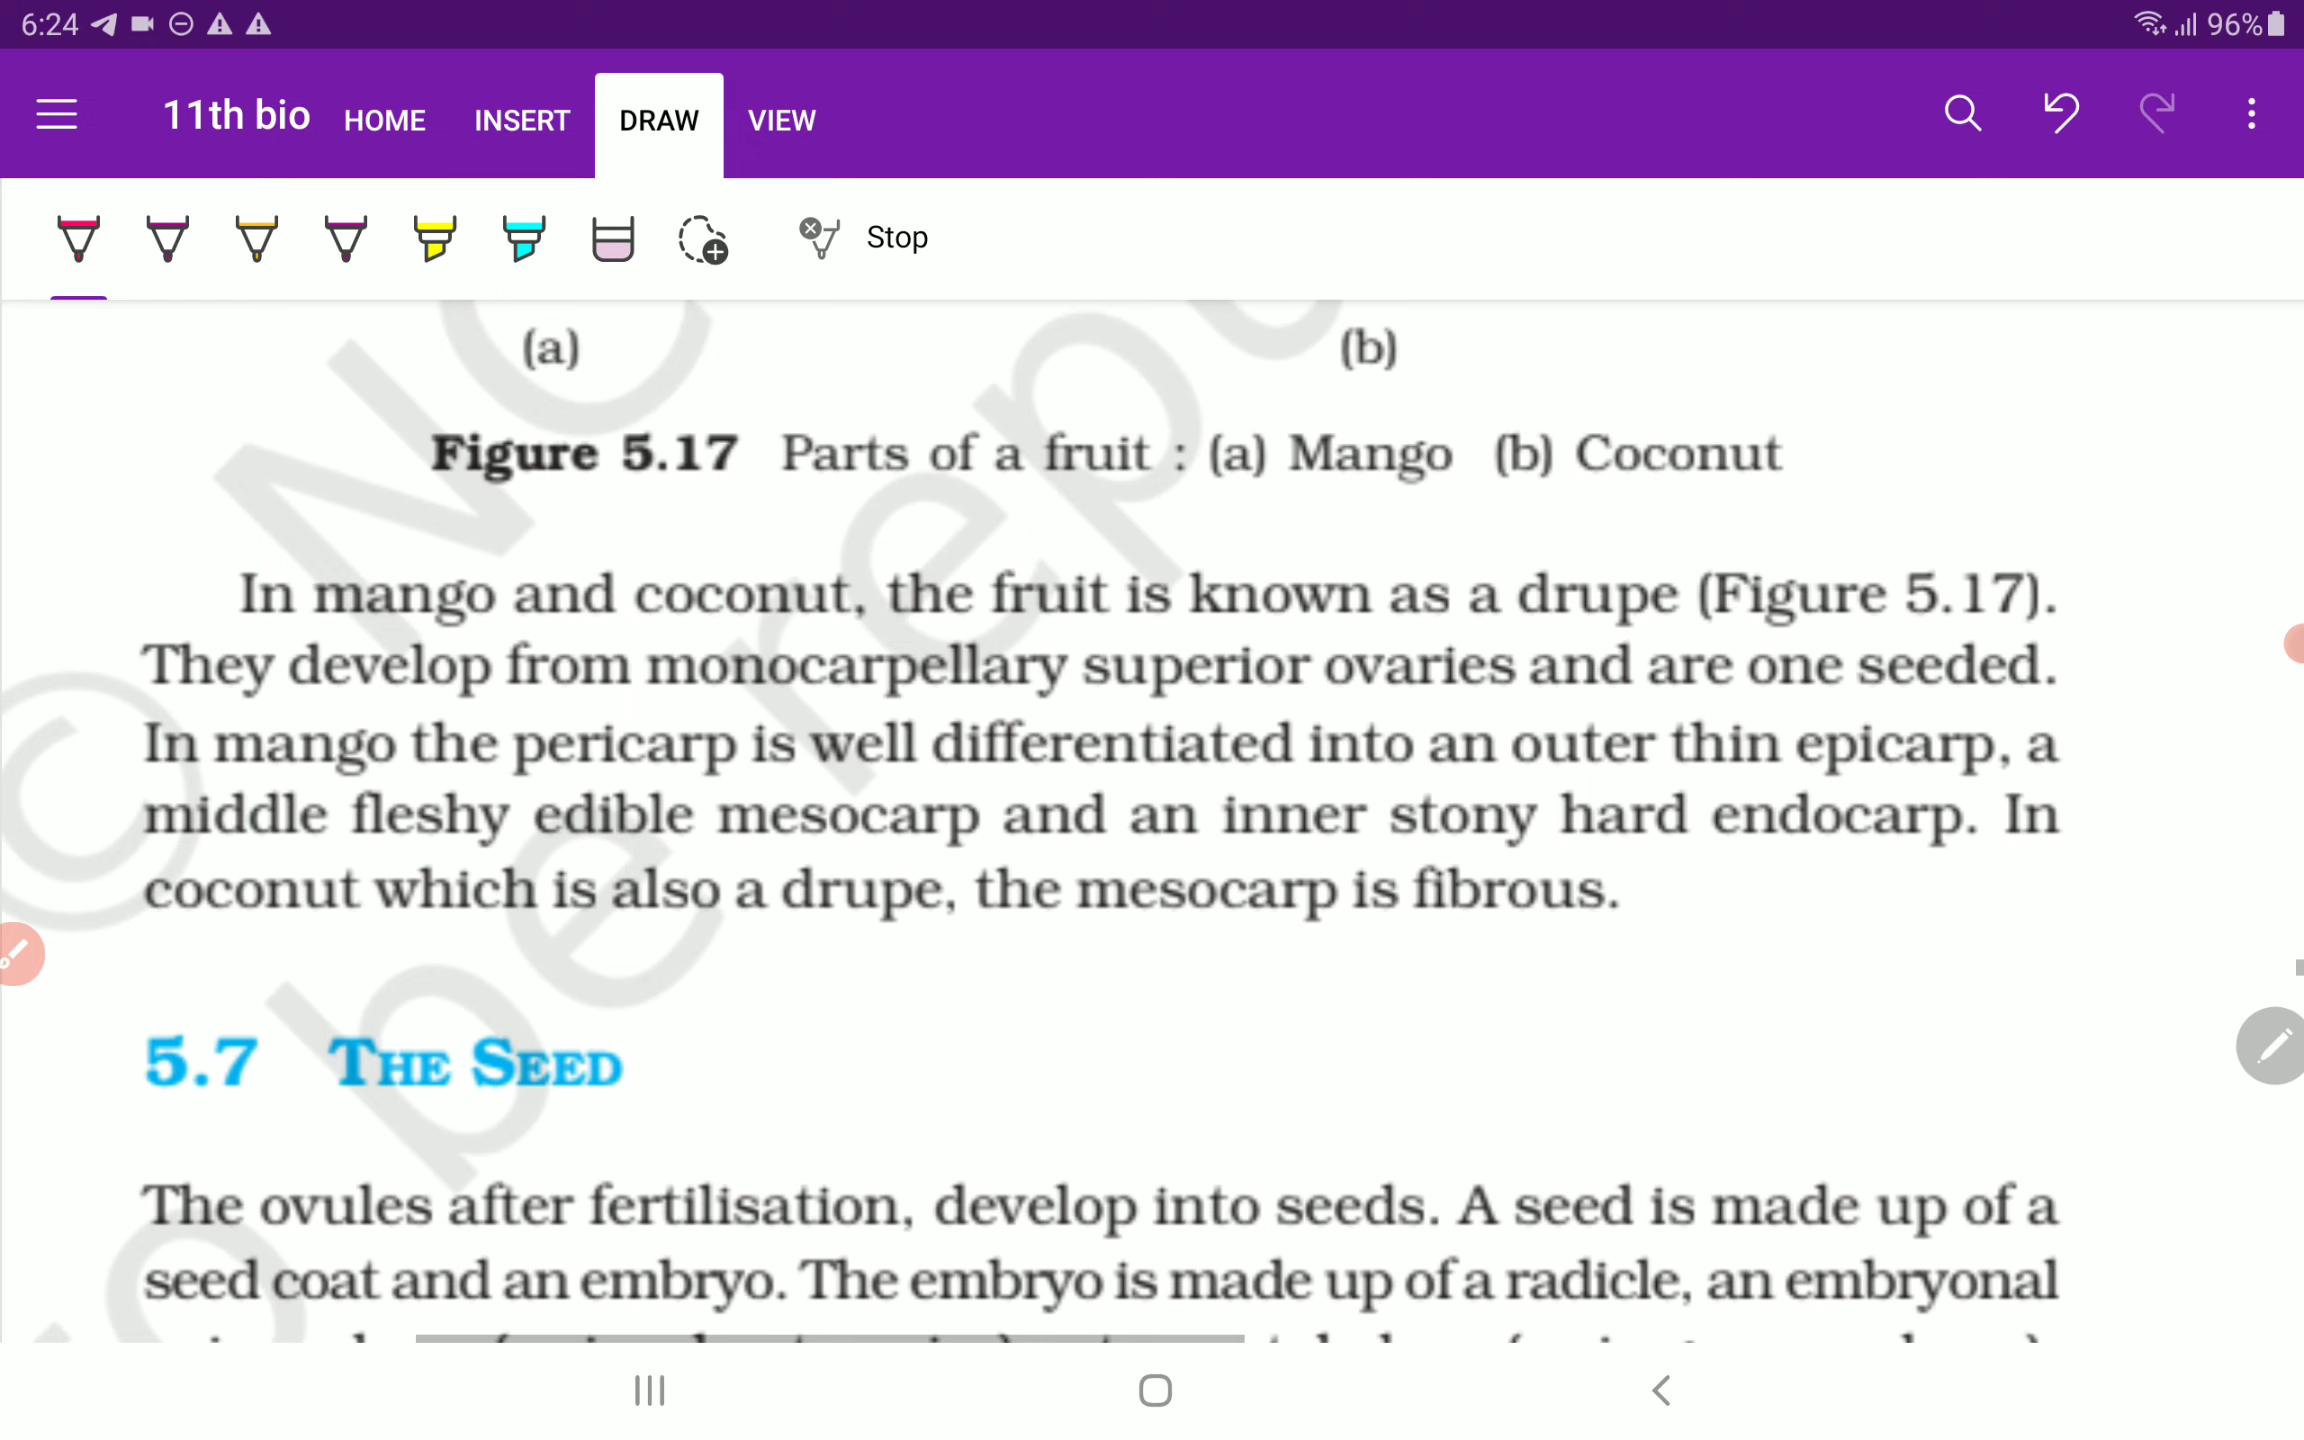 6:24 96%
11th bio HOME INSERT DRAW VIEW
Stop
(a) (b)
Figure 5.17 Parts of a fruit : (a) Mango (b) Coconut
In mango and coconut, the fruit is known as a drupe (Figure 5.17).
They develop from monocarpellary superior ovaries and are one seeded.
In mango the pericarp is well differentiated into an outer thin epicarp, a
middle fleshy edible mesocarp and an inner stony hard endocarp. In
coconut which is also a drupe, the mesocarp is fibrous.
5.7 THE SEED
The ovules after fertilisation, develop into seeds. A seed is made up of a
seed coat and an embryo. The embryo is made up of a radicle, an embryonal